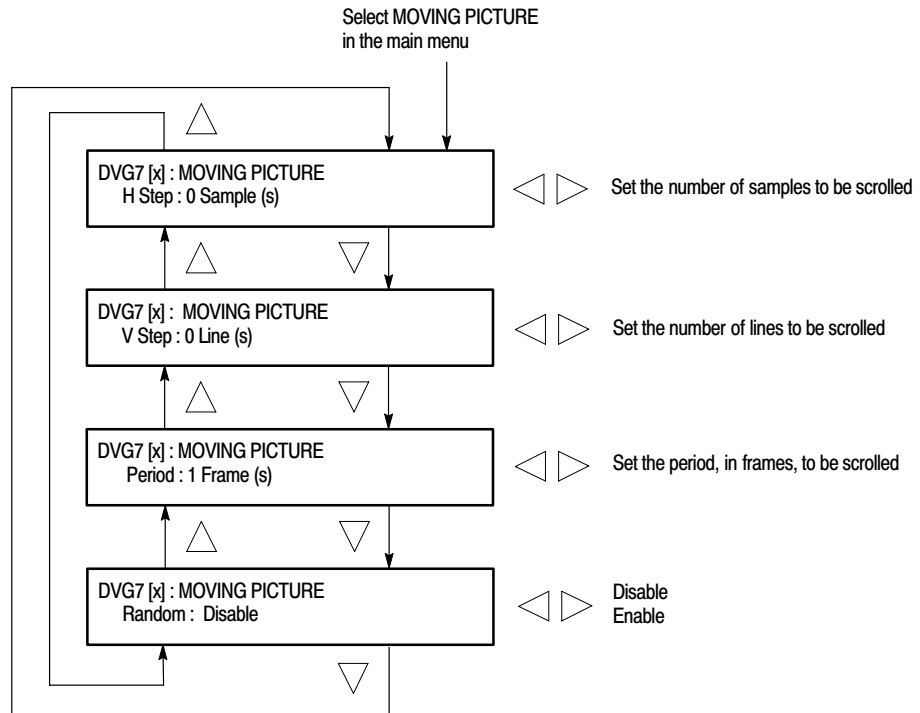 Select MOVING PICTURE
in the main menu
DVG7 [x] : MOVING PICTURE
H Step : 0 Sample (s)
Set the number of samples to be scrolled
DVG7 [x] : MOVING PICTURE
V Step : 0 Line (s)
Set the number of lines to be scrolled
DVG7 [x] : MOVING PICTURE
Period : 1 Frame (s)
Set the period, in frames, to be scrolled
DVG7 [x] : MOVING PICTURE
Random : Disable
Disable
Enable